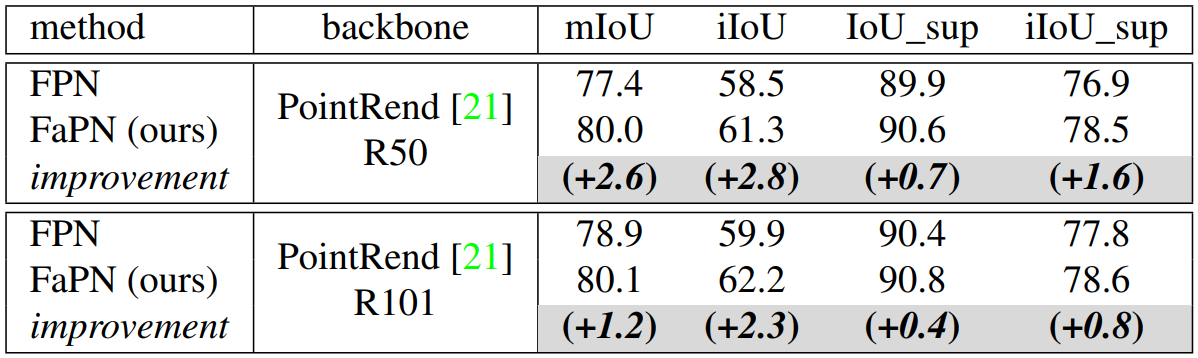 method backbone mIoU iIoU IoU_sup iIoU_sup
FPN 77.4 58.5 89.9 76.9
PointRend [21]
FaPN (ours) 80.0 61.3 90.6 78.5
R50
improvement (+2.6) (+2.8) (+0.7) (+1.6)
FPN 78.9 59.9 90.4 77.8
PointRend [21]
FaPN (ours) 80.1 62.2 90.8 78.6
R101
improvement (+1.2) (+2.3) (+0.4) (+0.8)